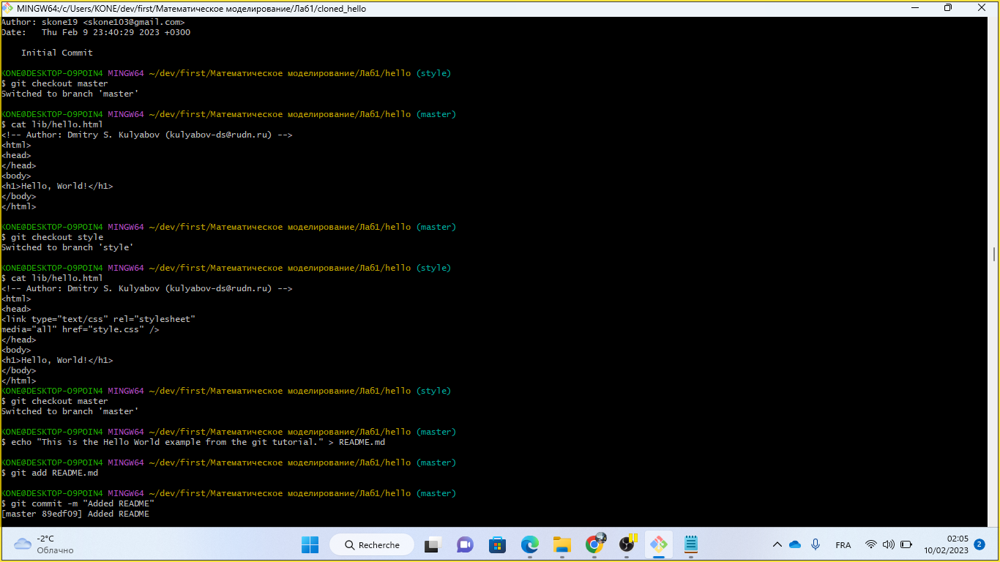 MINGW64:/c/Users/KONE/dev/first/Математическое моделирование/Лаб1/cloned_hello
Author: skone19 <skone103@gmail.com>
Date:   Thu Feb 9 23:40:29 2023 +0300
    Initial Commit
KONE@DESKTOP-O9POIN4 MINGW64 ~/dev/first/Математическое моделирование/Лаб1/hello (style)
$ git checkout master
Switched to branch 'master'
KONE@DESKTOP-O9POIN4 MINGW64 ~/dev/first/Математическое моделирование/Лаб1/hello (master)
$ cat lib/hello.html
<!-- Author: Dmitry S. Kulyabov (kulyabov-ds@rudn.ru) -->
<html>
<head>
</head>
<body>
<h1>Hello, World!</h1>
</body>
</html>
KONE@DESKTOP-O9POIN4 MINGW64 ~/dev/first/Математическое моделирование/Лаб1/hello (master)
$ git checkout style
Switched to branch 'style'
KONE@DESKTOP-O9POIN4 MINGW64 ~/dev/first/Математическое моделирование/Лаб1/hello (style)
$ cat lib/hello.html
<!-- Author: Dmitry S. Kulyabov (kulyabov-ds@rudn.ru) -->
<html>
<head>
<link type="text/css" rel="stylesheet"
media="all" href="style.css" />
</head>
<body>
<h1>Hello, World!</h1>
</body>
</html>
KONE@DESKTOP-O9POIN4 MINGW64 ~/dev/first/Математическое моделирование/Лаб1/hello (style)
$ git checkout master
Switched to branch 'master'
KONE@DESKTOP-O9POIN4 MINGW64 ~/dev/first/Математическое моделирование/Лаб1/hello (master)
$ echo "This is the Hello World example from the git tutorial." > README.md
KONE@DESKTOP-O9POIN4 MINGW64 ~/dev/first/Математическое моделирование/Лаб1/hello (master)
$ git add README.md
KONE@DESKTOP-O9POIN4 MINGW64 ~/dev/first/Математическое моделирование/Лаб1/hello (master)
$ git commit -m "Added README"
[master 89edf09] Added README
-2°C
Облачно
Recherche
FRA
02:05
10/02/2023
2